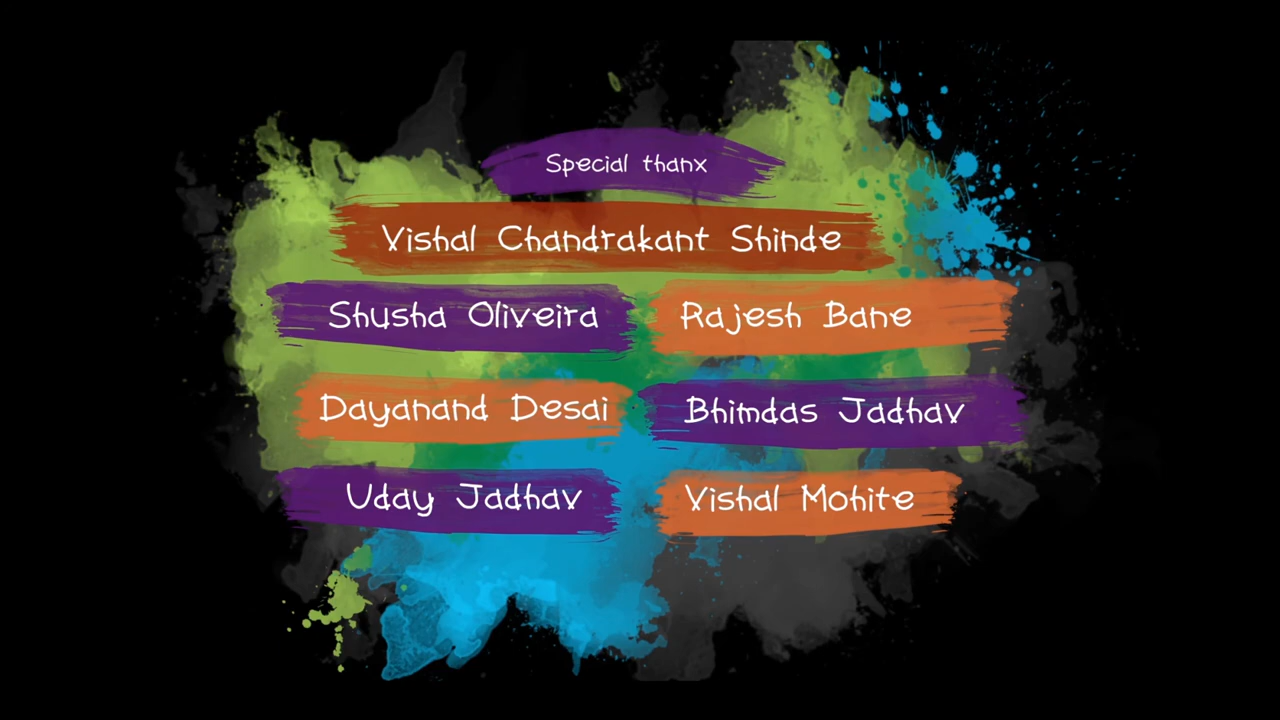 Special thanx
Vishal Chandrakant Shinde
Shusha Oliveira
Rajesh Bane
Dayanand Desai
Bhimdas Jadhav
Uday Jadhav
Vishal Mohite